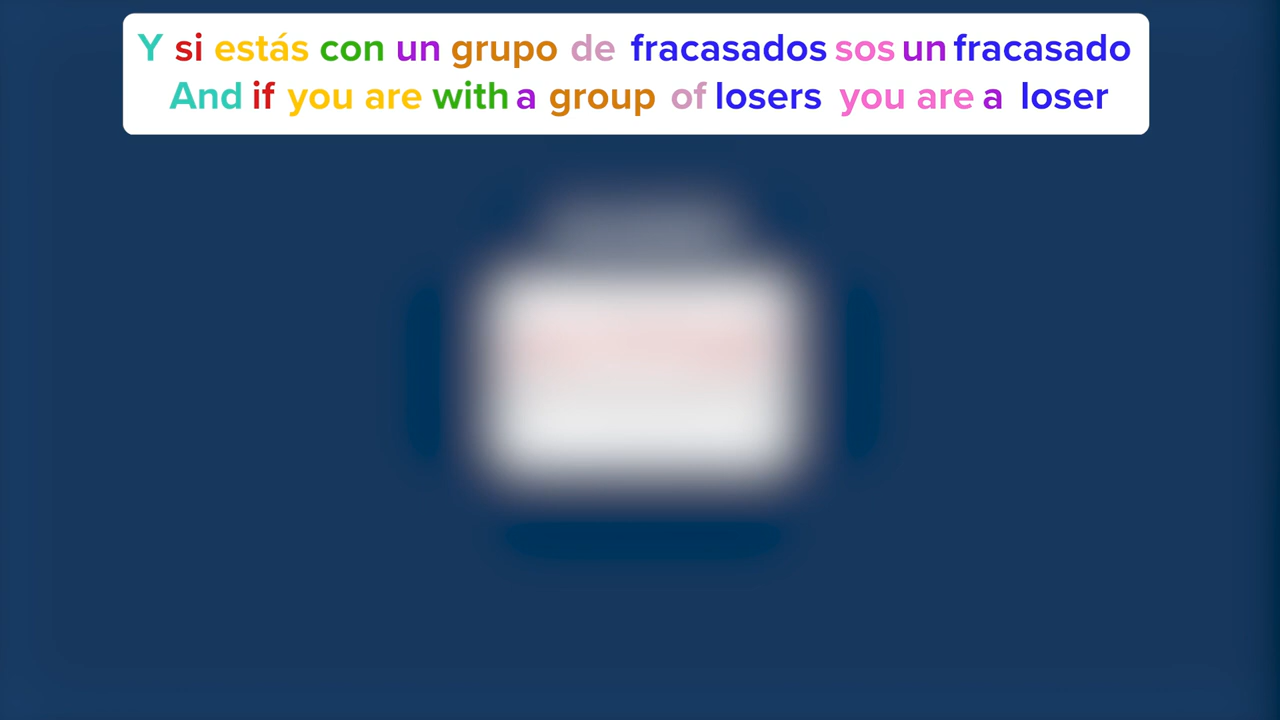 Y si estás con un grupo de fracasados sos un fracasado
And if you are with a group of losers you are a loser